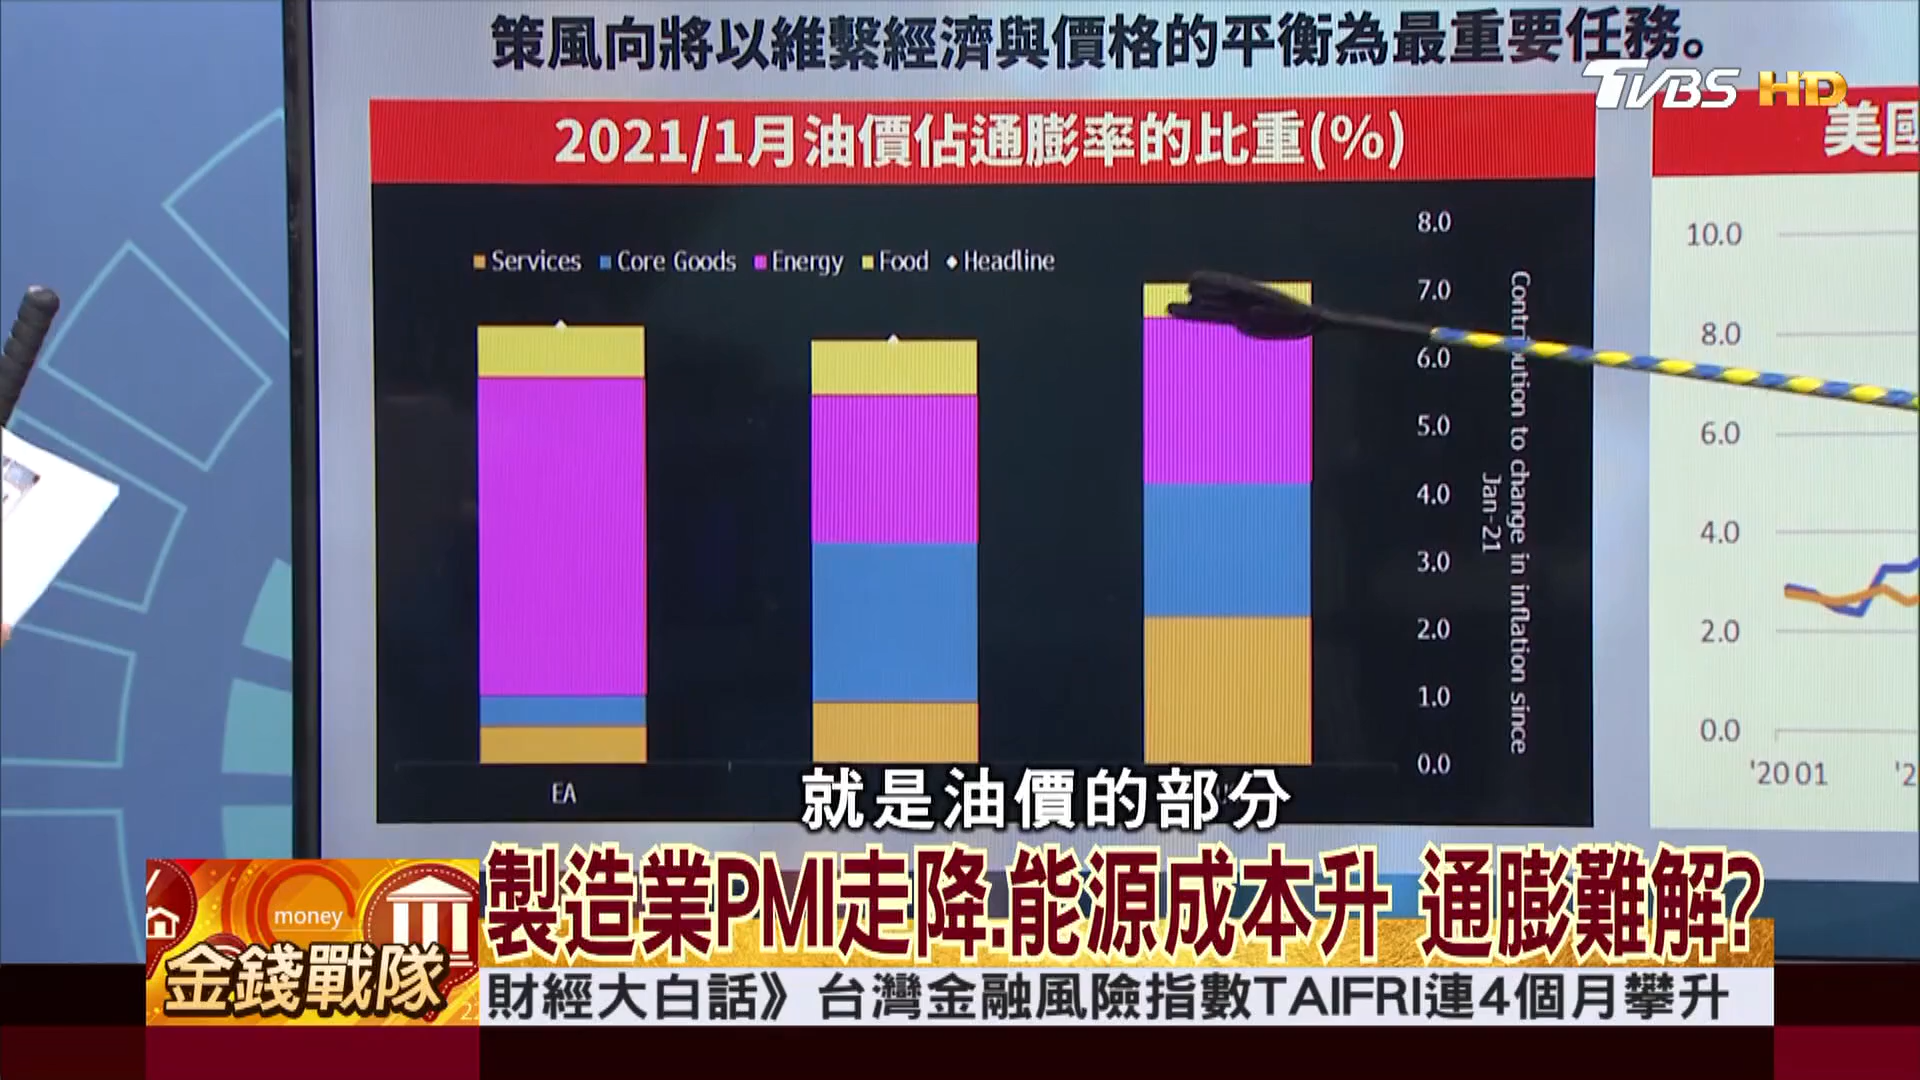 策風向將以維繫經濟與價格的平衡為最重要任務。
TVBS HD
2021/1月油價佔通膨率的比重(%)
美國
Services Core Goods Energy Food Headline
8.0
7.0
6.0
5.0
4.0
3.0
2.0
1.0
0.0
Contribution to change in inflation since
Jan-21
EA
10.0
8.0
6.0
4.0
2.0
0.0
'20 01
就是油價的部分
money
金錢戰隊
製造業PMI走降.能源成本升 通膨難解?
財經大白話》台灣金融風險指數TAIFRI連4個月攀升